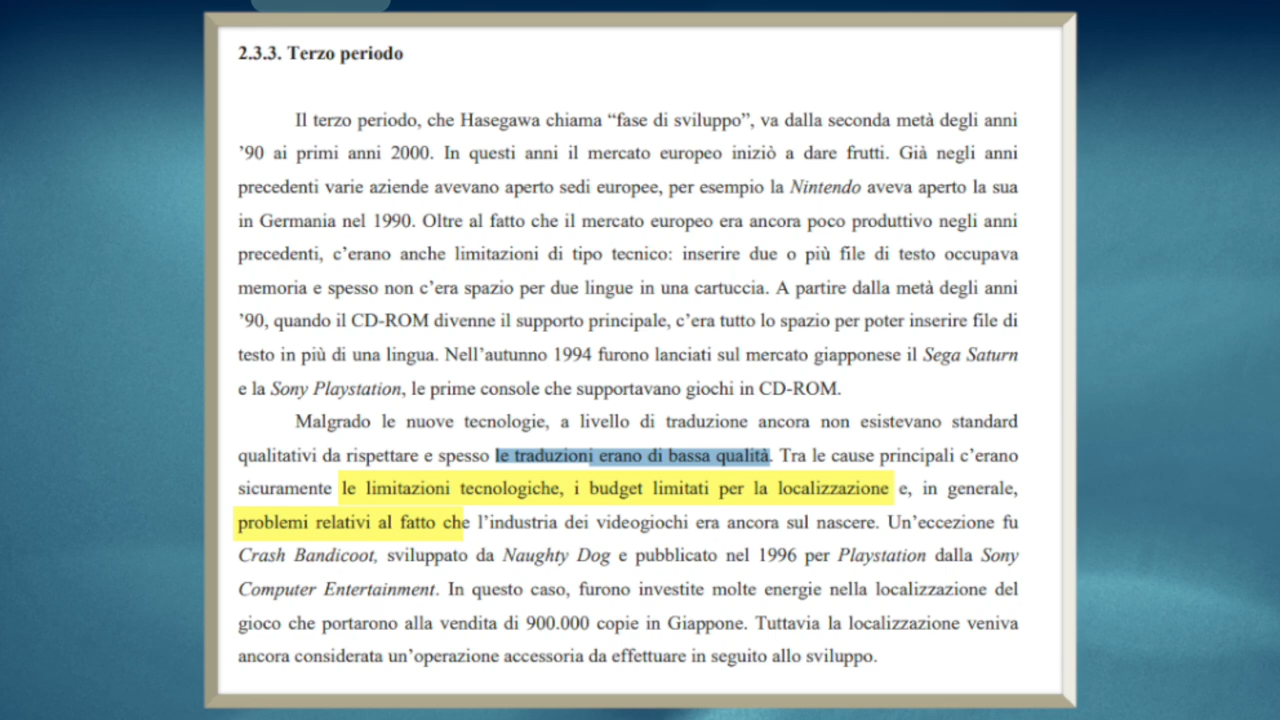 2.3.3. Terzo periodo
Il terzo periodo, che Hasegawa chiama “fase di sviluppo”, va dalla seconda metà degli anni
’90 ai primi anni 2000. In questi anni il mercato europeo iniziò a dare frutti. Già negli anni
precedenti varie aziende avevano aperto sedi europee, per esempio la Nintendo aveva aperto la sua
in Germania nel 1990. Oltre al fatto che il mercato europeo era ancora poco produttivo negli anni
precedenti, c’erano anche limitazioni di tipo tecnico: inserire due o più file di testo occupava
memoria e spesso non c’era spazio per due lingue in una cartuccia. A partire dalla metà degli anni
’90, quando il CD-ROM divenne il supporto principale, c’era tutto lo spazio per poter inserire file di
testo in più di una lingua. Nell’autunno 1994 furono lanciati sul mercato giapponese il Sega Saturn
e la Sony Playstation, le prime console che supportavano giochi in CD-ROM.
Malgrado le nuove tecnologie, a livello di traduzione ancora non esistevano standard
qualitativi da rispettare e spesso le traduzioni erano di bassa qualità. Tra le cause principali c’erano
sicuramente le limitazioni tecnologiche, i budget limitati per la localizzazione e, in generale,
problemi relativi al fatto che l’industria dei videogiochi era ancora sul nascere. Un’eccezione fu
Crash Bandicoot, sviluppato da Naughty Dog e pubblicato nel 1996 per Playstation dalla Sony
Computer Entertainment. In questo caso, furono investite molte energie nella localizzazione del
gioco che portarono alla vendita di 900.000 copie in Giappone. Tuttavia la localizzazione veniva
ancora considerata un’operazione accessoria da effettuare in seguito allo sviluppo.